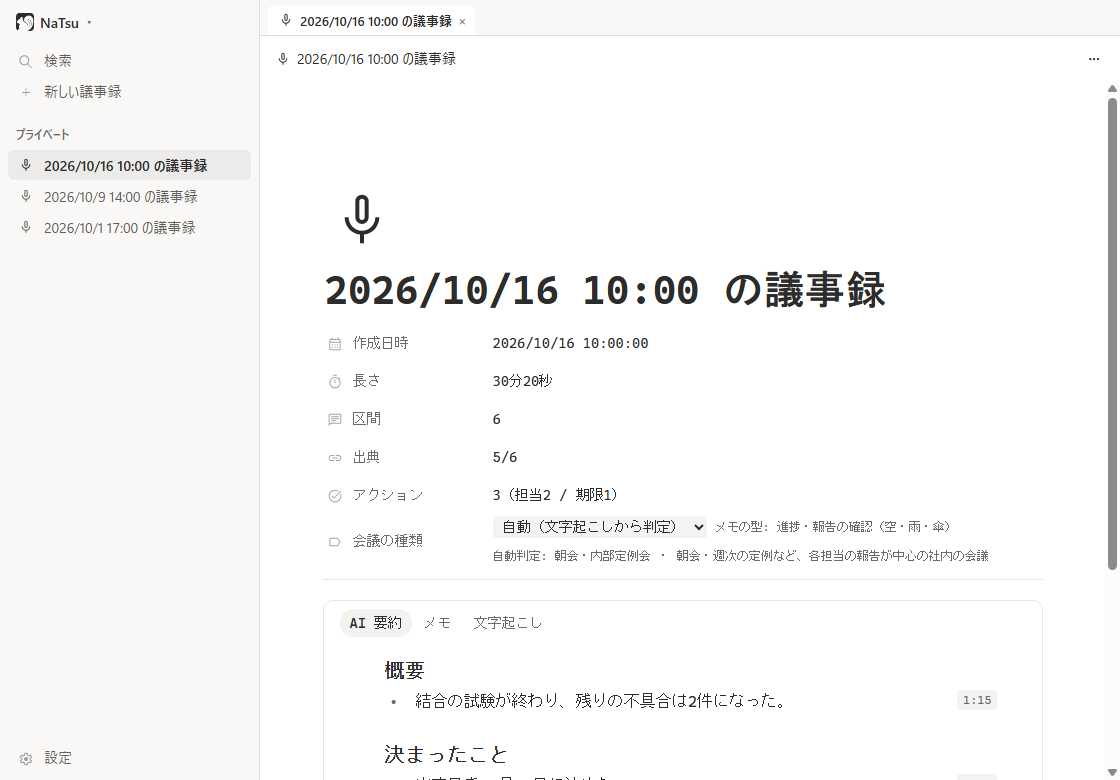 NaTsu
検索
新しい議事録
プライベート
2026/10/16 10:00 の議事録
2026/10/9 14:00 の議事録
2026/10/1 17:00 の議事録
設定
2026/10/16 10:00 の議事録 ×
2026/10/16 10:00 の議事録
2026/10/16 10:00 の議事録
作成日時 2026/10/16 10:00:00
長さ 30分20秒
区間 6
出典 5/6
アクション 3（担当2 / 期限1）
会議の種類 自動（文字起こしから判定） メモの型: 進捗・報告の確認（空・雨・傘）
自動判定: 朝会・内部定例会 ・ 朝会・週次の定例など、各担当の報告が中心の社内の会議
AI 要約 メモ 文字起こし
概要
• 結合の試験が終わり、残りの不具合は2件になった。 1:15
決まったこと